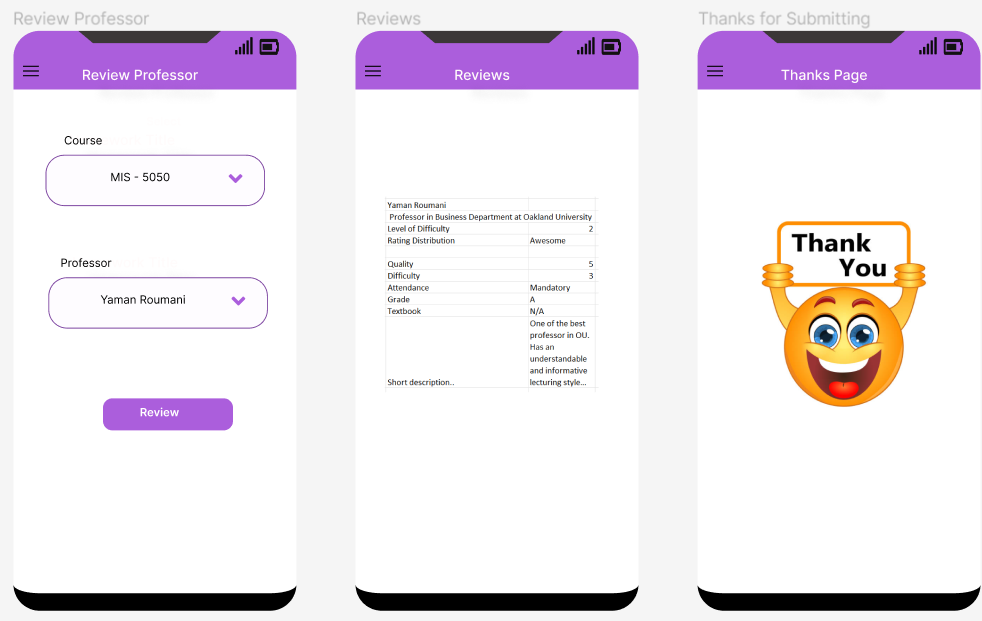 Review Professor
Review Professor
Course
MIS - 5050
Professor
Yaman Roumani
Review
Reviews
Reviews
Yaman Roumani
Professor in Business Department at Oakland University
Level of Difficulty 2
Rating Distribution Awesome
Quality 5
Difficulty 3
Attendance Mandatory
Grade A
Textbook N/A
One of the best
professor in OU.
Has an
understandable
and informative
Short description.. lecturing style...
Thanks for Submitting
Thanks Page
Thank
You